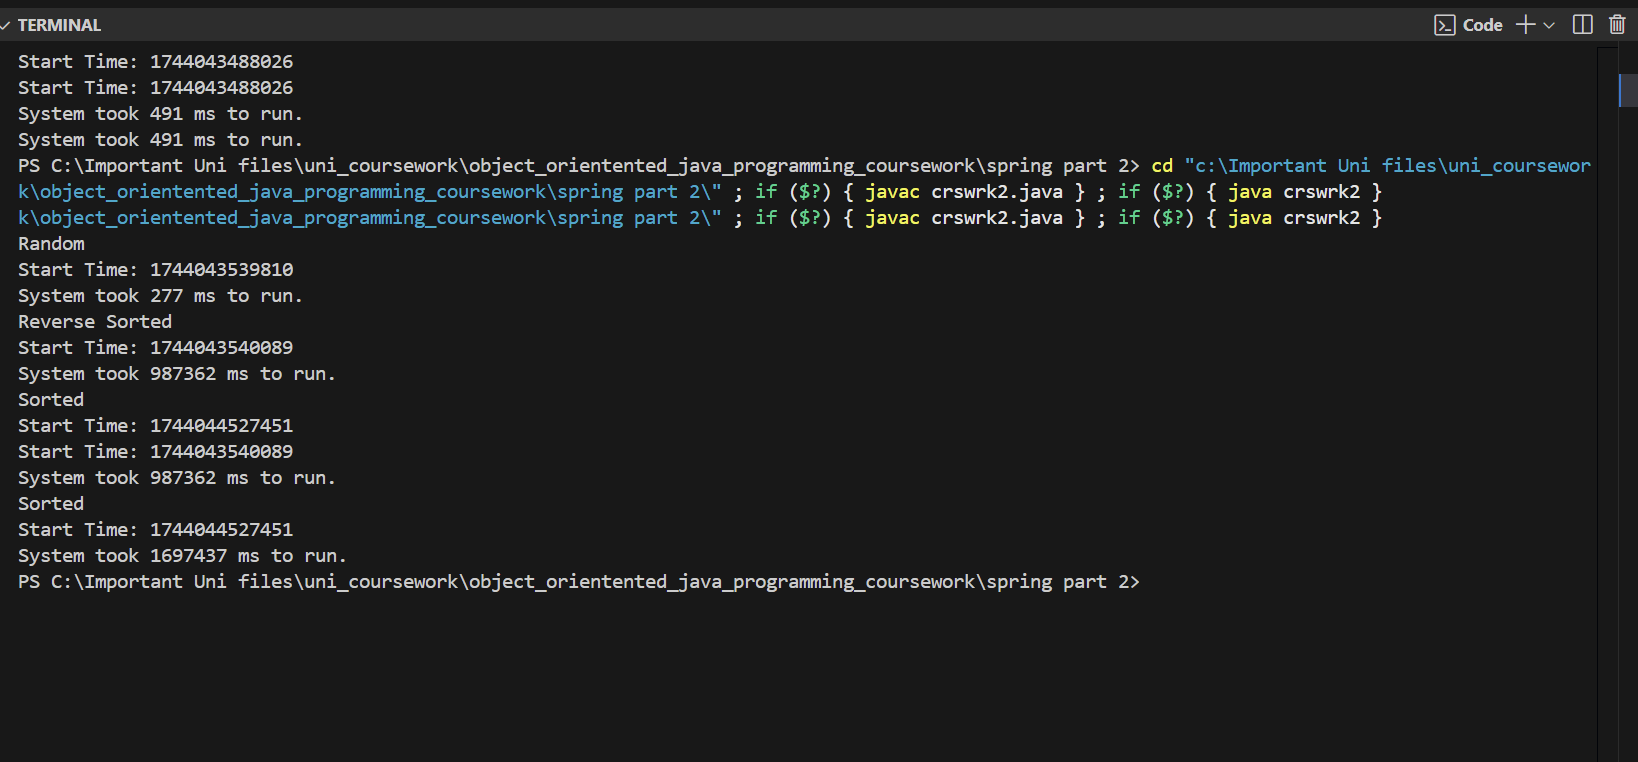 TERMINAL
Code
Start Time: 1744043488026
Start Time: 1744043488026
System took 491 ms to run.
System took 491 ms to run.
PS C:\Important Uni files\uni_coursework\object_orientented_java_programming_coursework\spring part 2> cd "c:\Important Uni files\uni_coursewor
k\object_orientented_java_programming_coursework\spring part 2\" ; if ($?) { javac crswrk2.java } ; if ($?) { java crswrk2 }
k\object_orientented_java_programming_coursework\spring part 2\" ; if ($?) { javac crswrk2.java } ; if ($?) { java crswrk2 }
Random
Start Time: 1744043539810
System took 277 ms to run.
Reverse Sorted
Start Time: 1744043540089
System took 987362 ms to run.
Sorted
Start Time: 1744044527451
Start Time: 1744043540089
System took 987362 ms to run.
Sorted
Start Time: 1744044527451
System took 1697437 ms to run.
PS C:\Important Uni files\uni_coursework\object_orientented_java_programming_coursework\spring part 2>